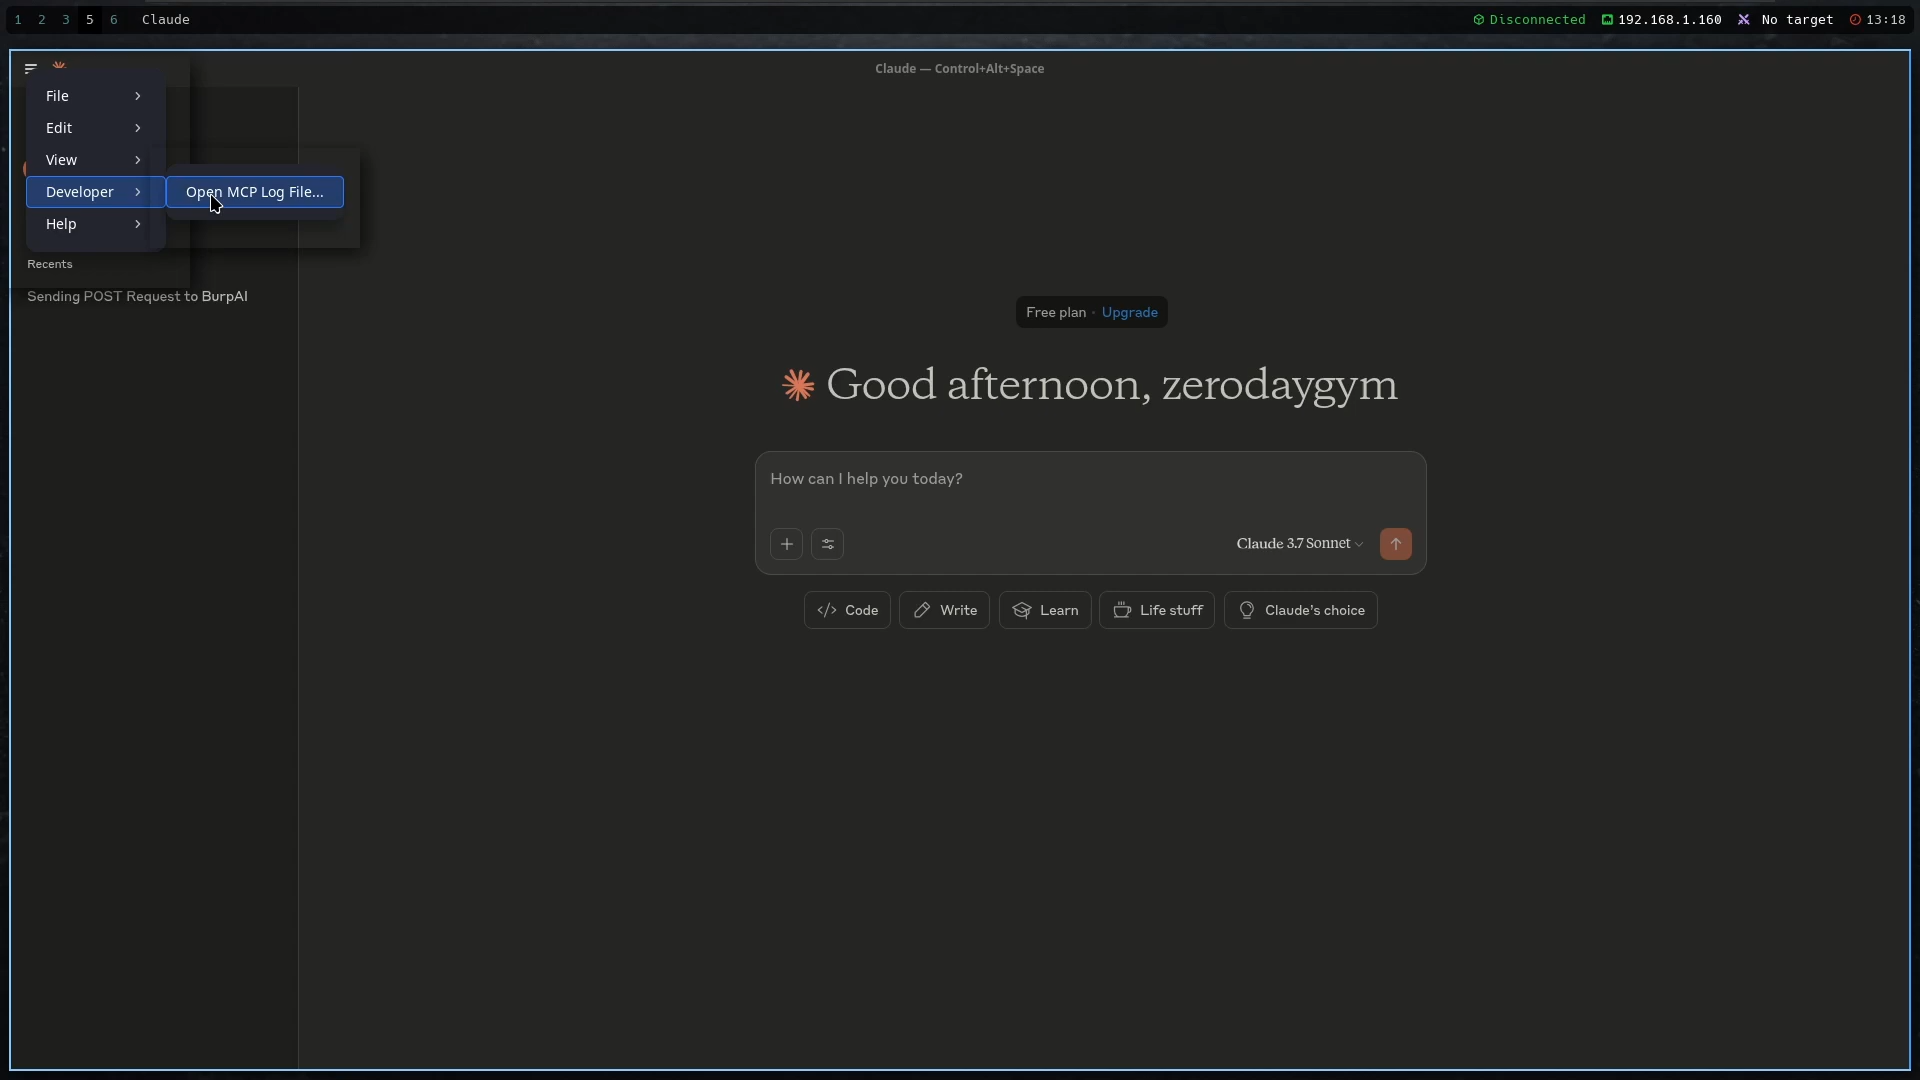 1 2 3 5 6 Claude
Disconnected 192.168.1.160 No target 13:18
Claude — Control+Alt+Space
File
Edit
View
Developer
Open MCP Log File...
Help
Recents
Sending POST Request to BurpAI
Free plan · Upgrade
Good afternoon, zerodaygym
How can I help you today?
Claude 3.7 Sonnet
Code
Write
Learn
Life stuff
Claude's choice